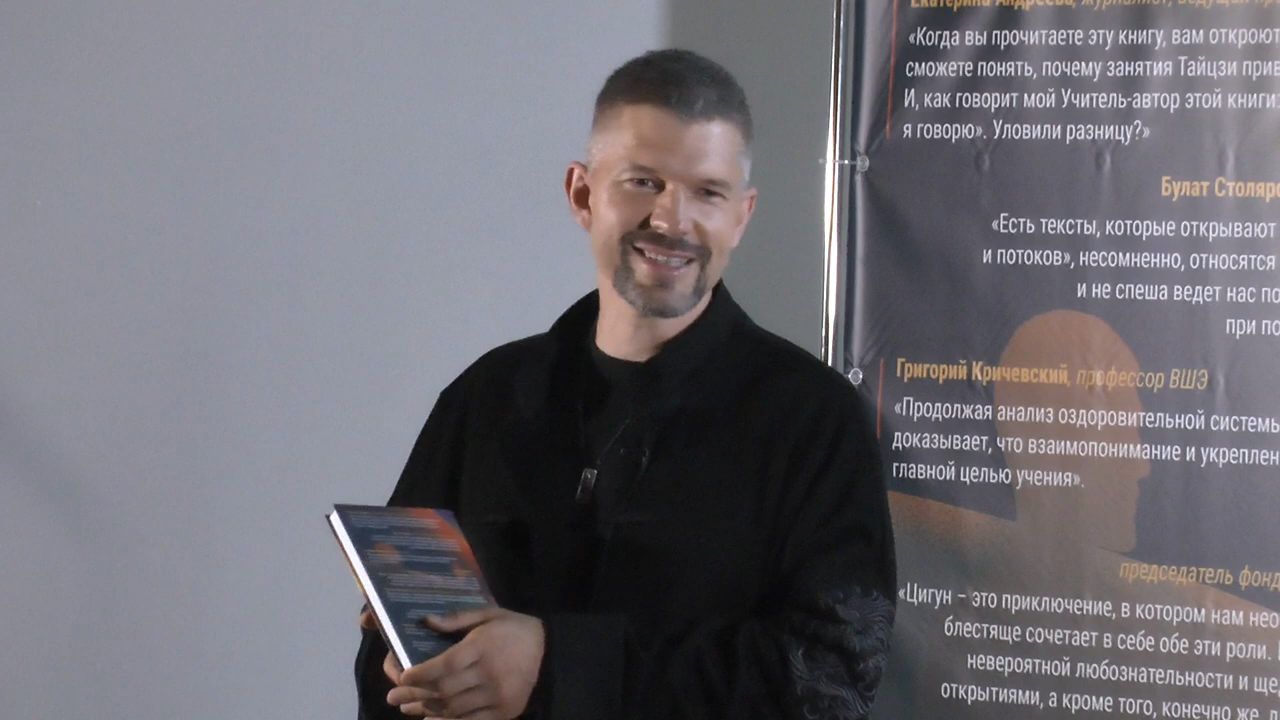 Екатерина Андреева, журналист, ведущая
«Когда вы прочитаете эту книгу, вам откроют
сможете понять, почему занятия Тайцзи прив
И, как говорит мой Учитель-автор этой книги:
я говорю». Уловили разницу?»
Булат Столяро
«Есть тексты, которые открывают
и потоков», несомненно, относятся
и не спеша ведет нас по
при по
Григорий Кричевский, профессор ВШЭ
«Продолжая анализ оздоровительной системы
доказывает, что взаимопонимание и укреплен
главной целью учения».
председатель фонд
«Цигун – это приключение, в котором нам нео
блестяще сочетает в себе обе эти роли.
невероятной любознательности и ще
открытиями, а кроме того, конечно же, д